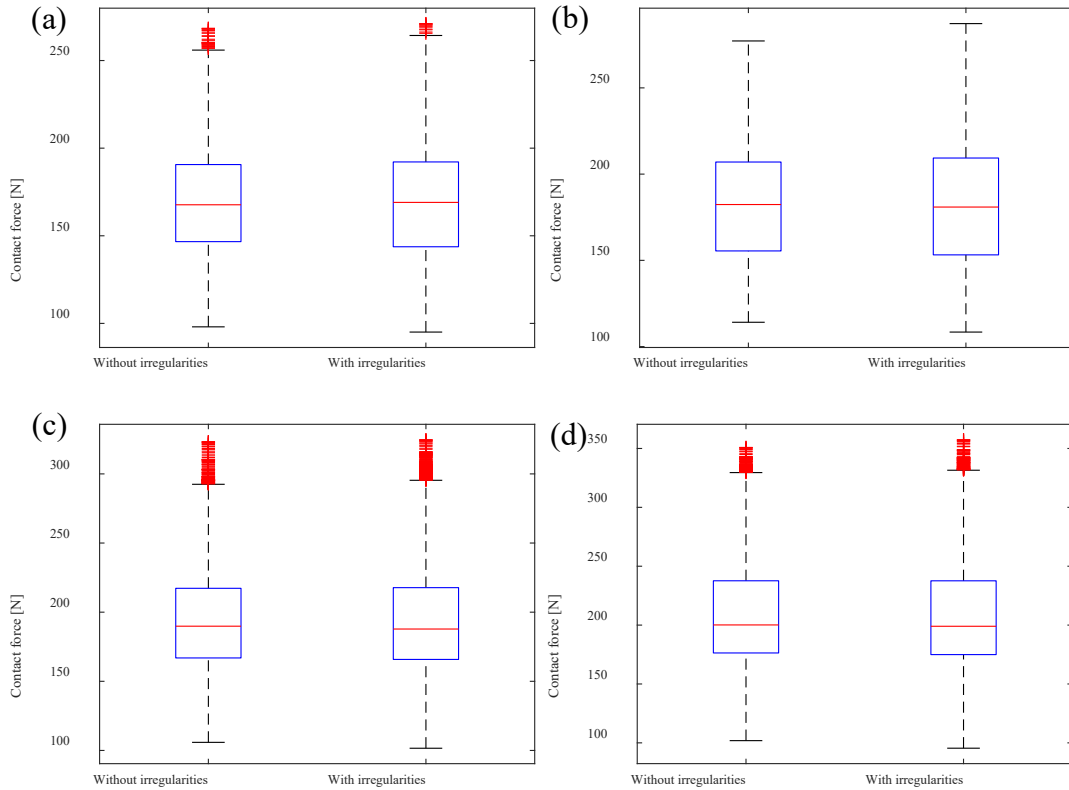 (a)
250
200
150
100
Contact force [N]
Without irregularities
With irregularities
(b)
250
200
150
100
Contact force [N]
Without irregularities
With irregularities
(c)
300
250
200
150
100
Contact force [N]
Without irregularities
With irregularities
(d)
350
300
250
200
150
100
Contact force [N]
Without irregularities
With irregularities